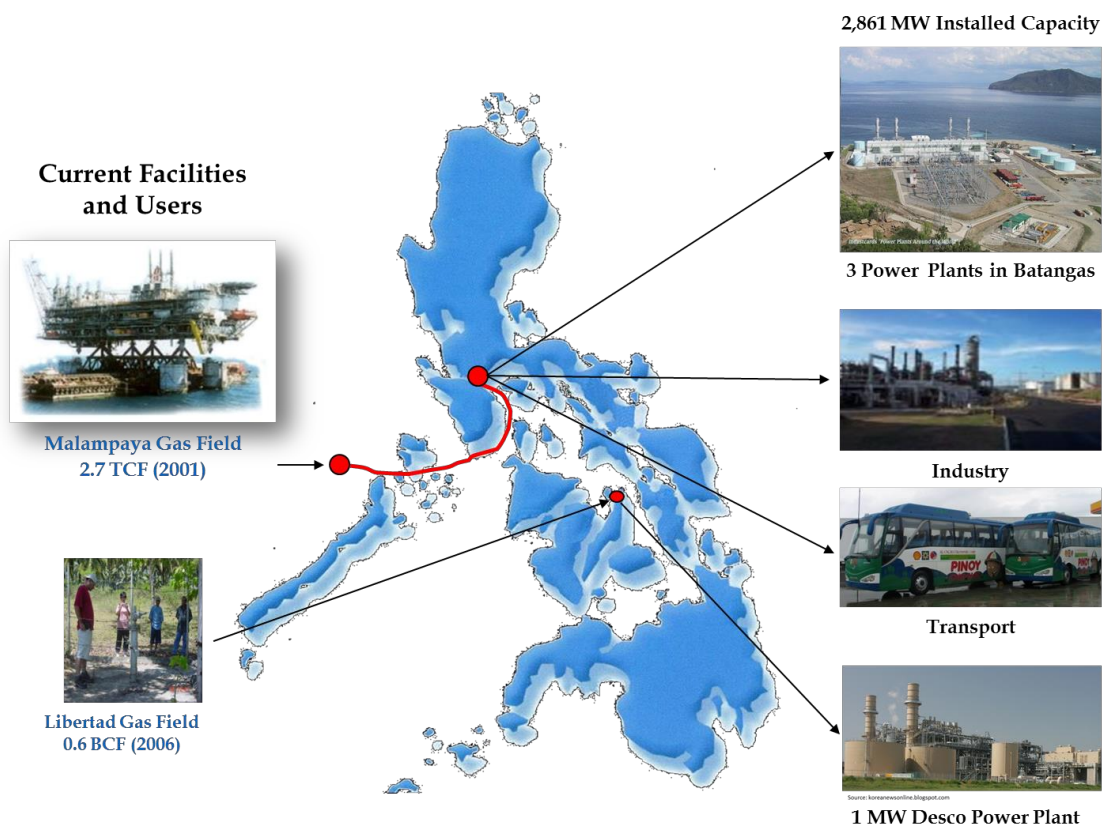 2,861 MW Installed Capacity
Current Facilities
and Users
3 Power Plants in Batangas
Malampaya Gas Field
2.7 TCF (2001)
Industry
PINOY
PINOY
Transport
Libertad Gas Field
0.6 BCF (2006)
Source: koreanewsonline.blogspot.com
1 MW Desco Power Plant